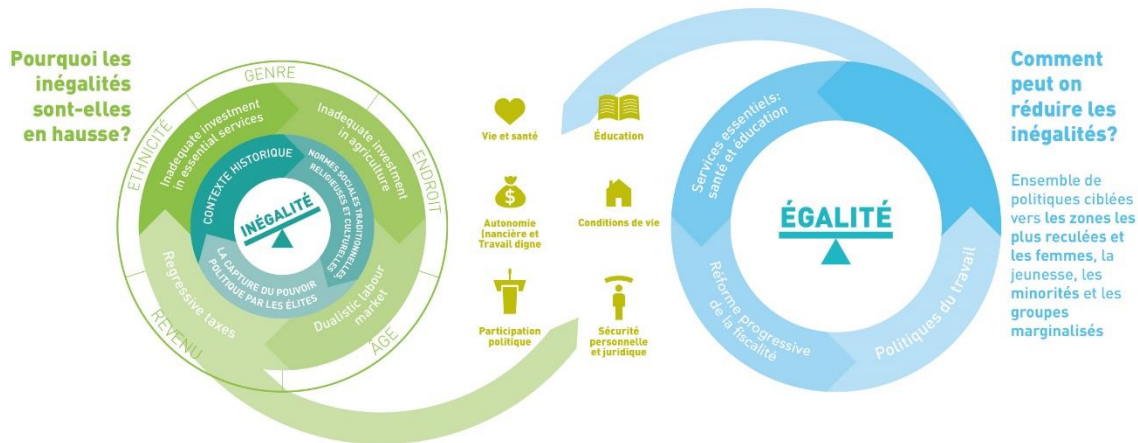 Pourquoi les
inégalités
sont-elles
en hausse?
GENRE
ETHNICITÉ
ENDROIT
REVENU
ÂGE
Inadequate investment
in essential services
Inadequate investment
in agriculture
Regressive taxes
Dualistic labour
market
CONTEXTE HISTORIQUE
NORMES SOCIALES TRADITIONNELLES,
RELIGIEUSES ET CULTURELLES,
LA CAPTURE DU POUVOIR
POLITIQUE PAR LES ÉLITES
INÉGALITÉ
Vie et santé
Éducation
$
Autonomie
(nancière et
Travail digne
Conditions de vie
Participation
politique
Sécurité
personnelle
et juridique
Services essentiels:
santé et éducation
Réforme progressive
de la fiscalité
Politiques du travail
ÉGALITÉ
Comment
peut on
réduire les
inégalités?
Ensemble de
politiques ciblées
vers les zones les
plus reculées et
les femmes, la
jeunesse, les
minorités et les
groupes
marginalisés